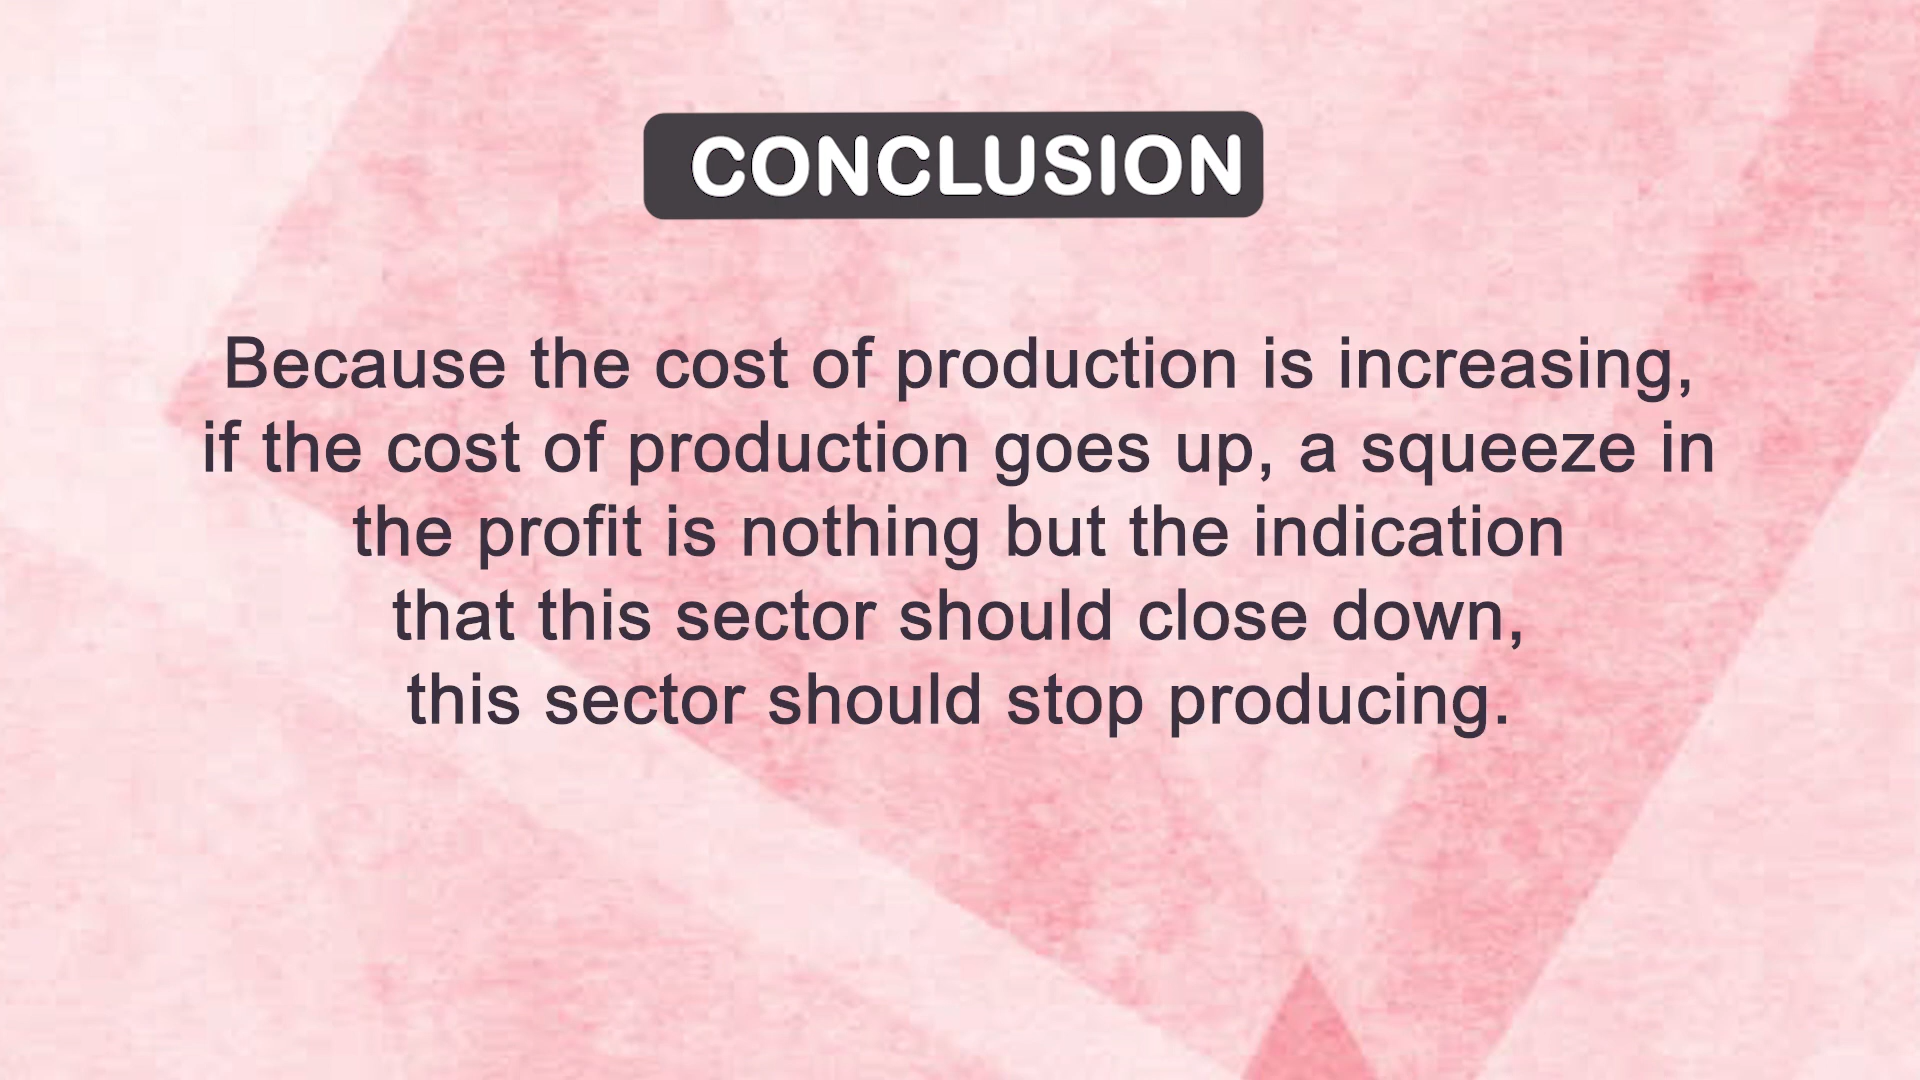 CONCLUSION
Because the cost of production is increasing,
if the cost of production goes up, a squeeze in
the profit is nothing but the indication
that this sector should close down,
this sector should stop producing.